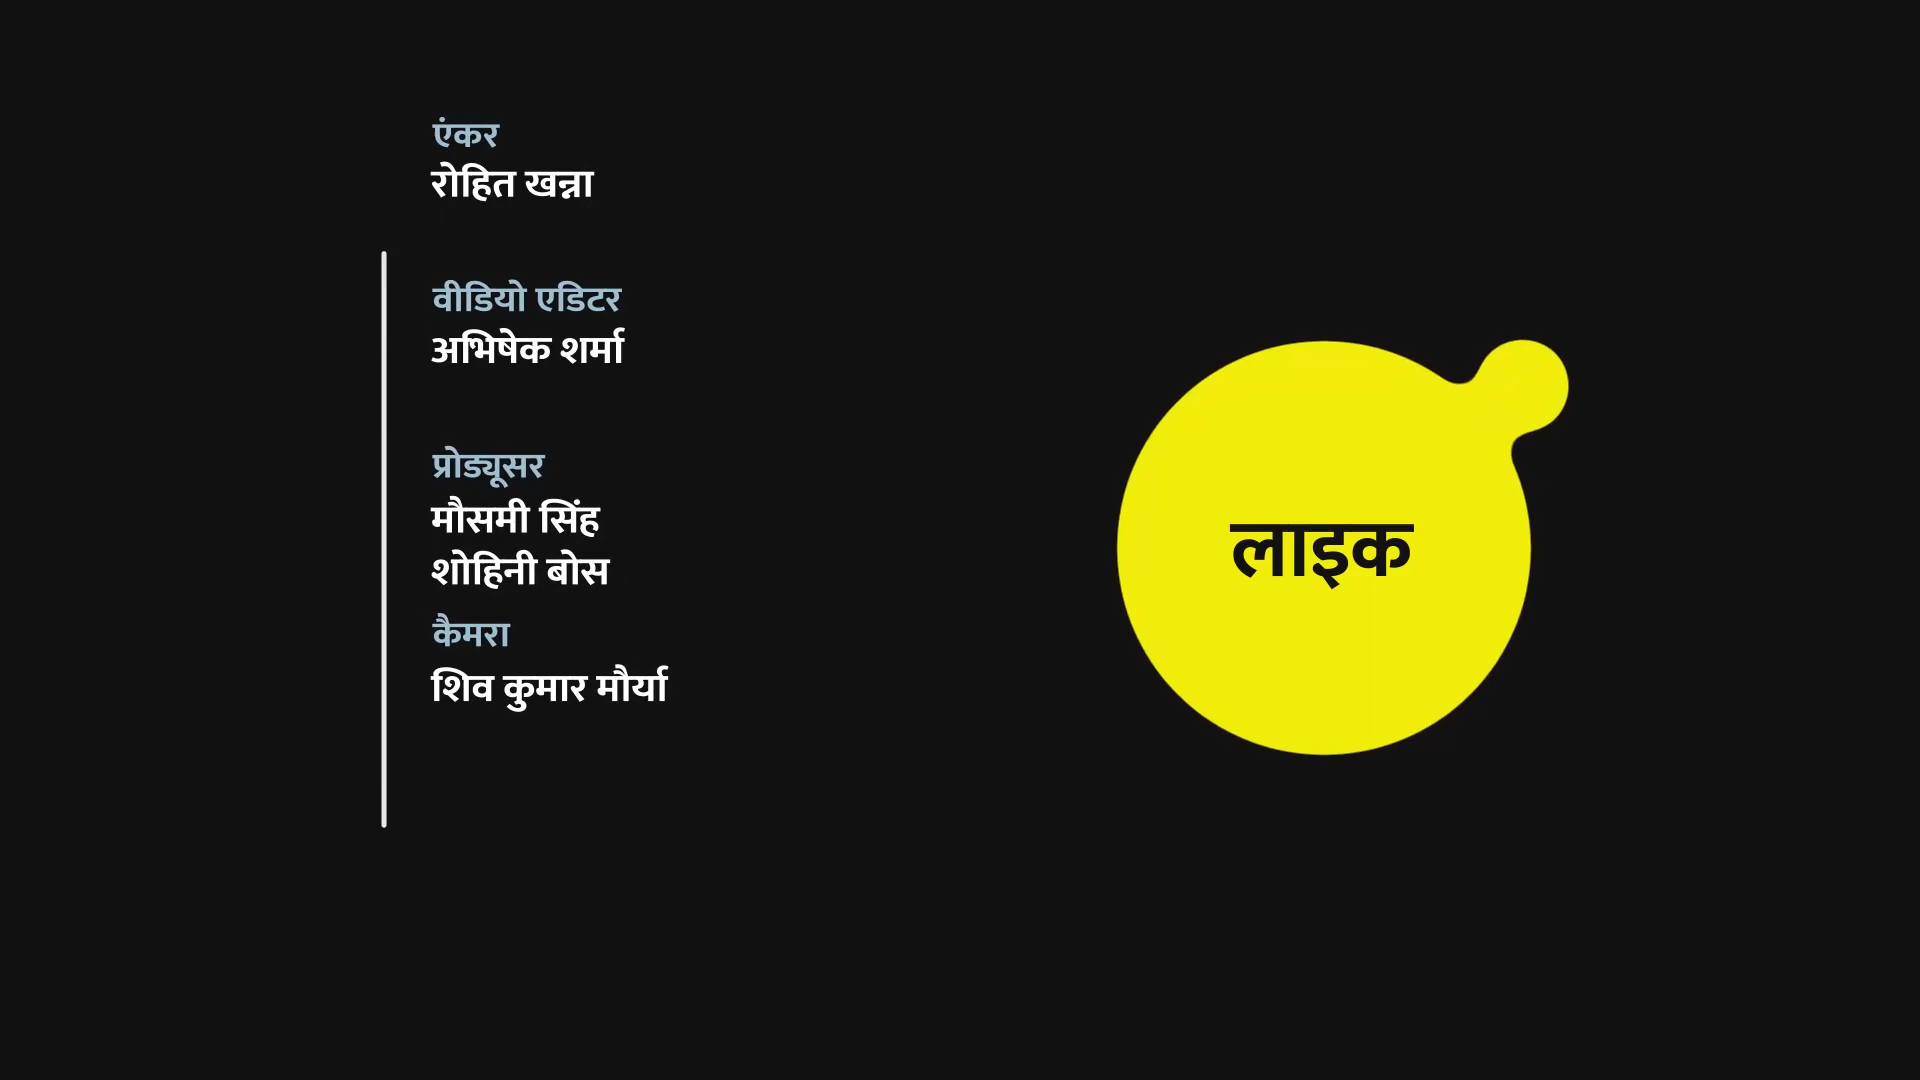 एंकर
रोहित खन्ना
वीडियो एडिटर
अभिषेक शर्मा
प्रोड्यूसर
मौसमी सिंह
शोहिनी बोस
कैमरा
शिव कुमार मौर्या
लाइक